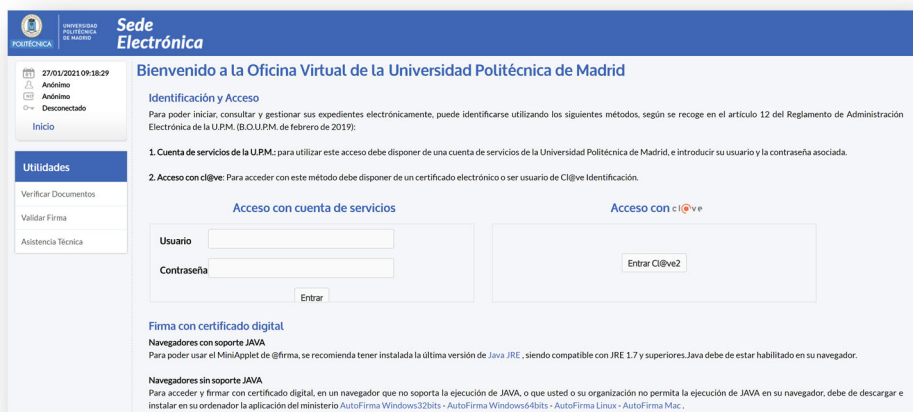 POLITÉCNICA
UNIVERSIDAD
POLITÉCNICA
DE MADRID
Sede
Electrónica
27/01/2021 09:18:29
Anónimo
Anónimo
Desconectado
Inicio
Utilidades
Verificar Documentos
Validar Firma
Asistencia Técnica
Bienvenido a la Oficina Virtual de la Universidad Politécnica de Madrid
Identificación y Acceso
Para poder iniciar, consultar y gestionar sus expedientes electrónicamente, puede identificarse utilizando los siguientes métodos, según se recoge en el artículo 12 del Reglamento de Administración
Electrónica de la U.P.M. (B.O.U.P.M. de febrero de 2019):
1. Cuenta de servicios de la U.P.M.: para utilizar este acceso debe disponer de una cuenta de servicios de la Universidad Politécnica de Madrid, e introducir su usuario y la contraseña asociada.
2. Acceso con cl@ve: Para acceder con este método debe disponer de un certificado electrónico o ser usuario de Cl@ve Identificación.
Acceso con cuenta de servicios
Usuario
Contraseña
Entrar
Acceso con cl@ve
Entrar Cl@ve2
Firma con certificado digital
Navegadores con soporte JAVA
Para poder usar el MiniApplet de @firma, se recomienda tener instalada la última versión de Java JRE , siendo compatible con JRE 1.7 y superiores.Java debe de estar habilitado en su navegador.
Navegadores sin soporte JAVA
Para acceder y firmar con certificado digital, en un navegador que no soporta la ejecución de JAVA, o que usted o su organización no permita la ejecución de JAVA en su navegador, debe de descargar e
instalar en su ordenador la aplicación del ministerio AutoFirma Windows32bits - AutoFirma Windows64bits - AutoFirma Linux - AutoFirma Mac .